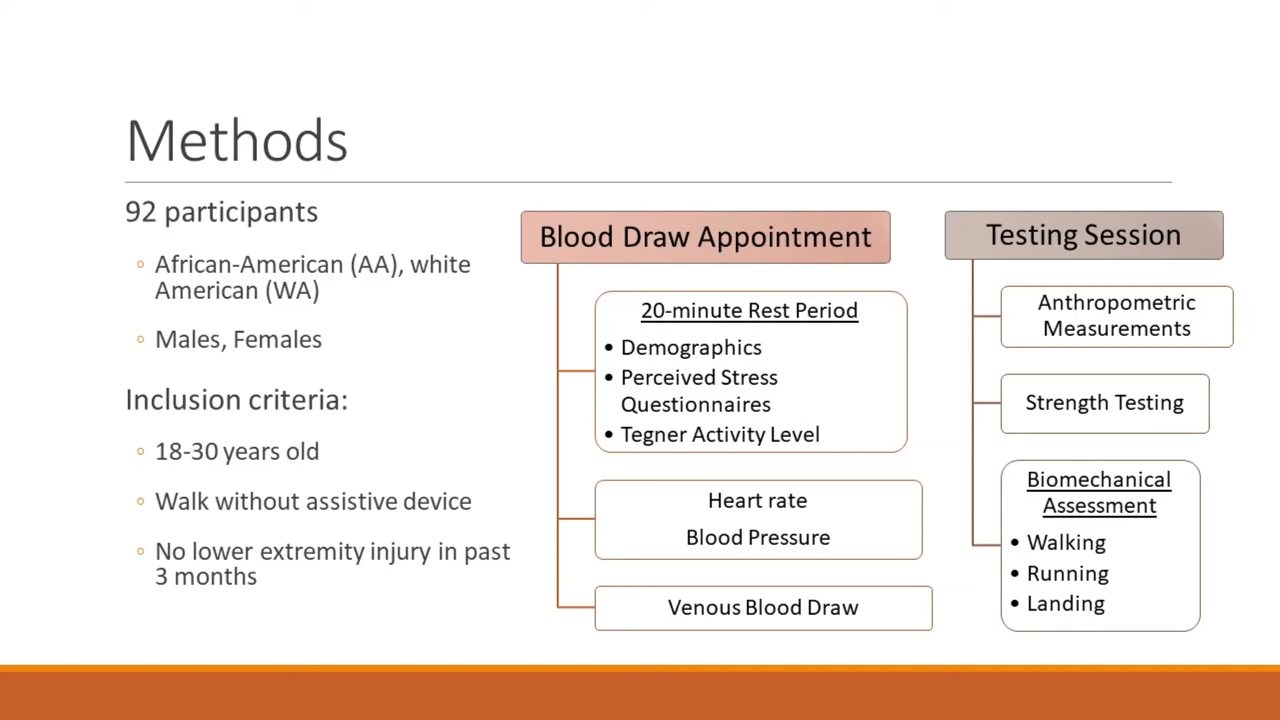 Methods
92 participants
African-American (AA), white
American (WA)
Males, Females
Inclusion criteria:
18-30 years old
Walk without assistive device
No lower extremity injury in past
3 months
Blood Draw Appointment
20-minute Rest Period
• Demographics
• Perceived Stress
Questionnaires
• Tegner Activity Level
Heart rate
Blood Pressure
Venous Blood Draw
Testing Session
Anthropometric
Measurements
Strength Testing
Biomechanical
Assessment
• Walking
• Running
• Landing